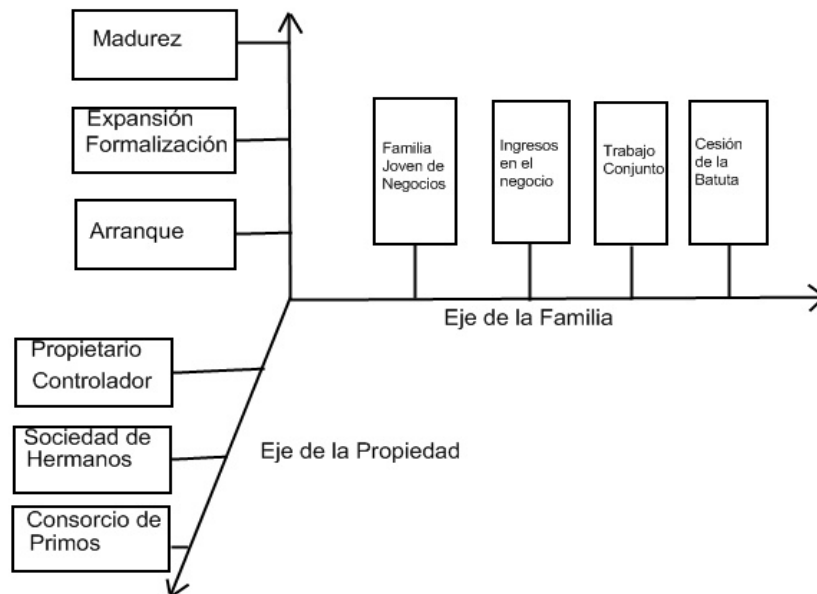 Madurez
Expansión
Formalización
Arranque
Familia
Joven de
Negocios
Ingresos
en el
negocio
Trabajo
Conjunto
Cesión
de la
Batuta
Eje de la Familia
Propietario
Controlador
Sociedad de
Hermanos
Eje de la Propiedad
Consorcio de
Primos